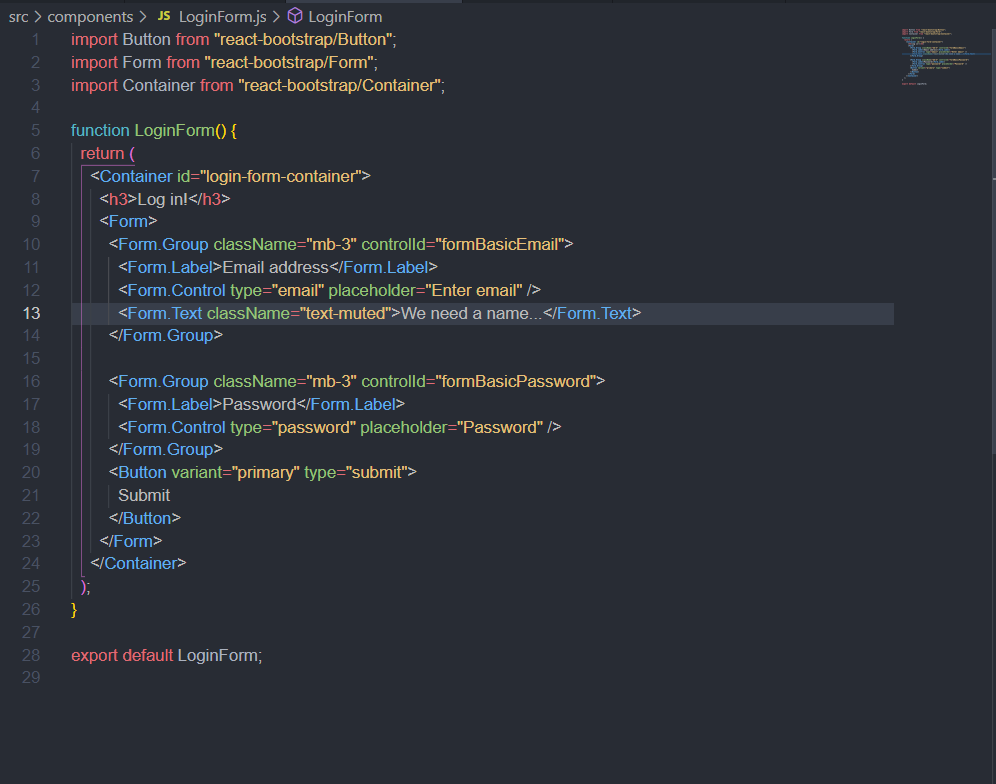 src > components > JS LoginForm.js > LoginForm
1 import Button from "react-bootstrap/Button";
2 import Form from "react-bootstrap/Form";
3 import Container from "react-bootstrap/Container";
4
5 function LoginForm() {
6 return (
7 <Container id="login-form-container">
8 <h3>Log in!</h3>
9 <Form>
10 <Form.Group className="mb-3" controlId="formBasicEmail">
11 <Form.Label>Email address</Form.Label>
12 <Form.Control type="email" placeholder="Enter email" />
13 <Form.Text className="text-muted">We need a name...</Form.Text>
14 </Form.Group>
15
16 <Form.Group className="mb-3" controlId="formBasicPassword">
17 <Form.Label>Password</Form.Label>
18 <Form.Control type="password" placeholder="Password" />
19 </Form.Group>
20 <Button variant="primary" type="submit">
21 Submit
22 </Button>
23 </Form>
24 </Container>
25 );
26 }
27
28 export default LoginForm;
29